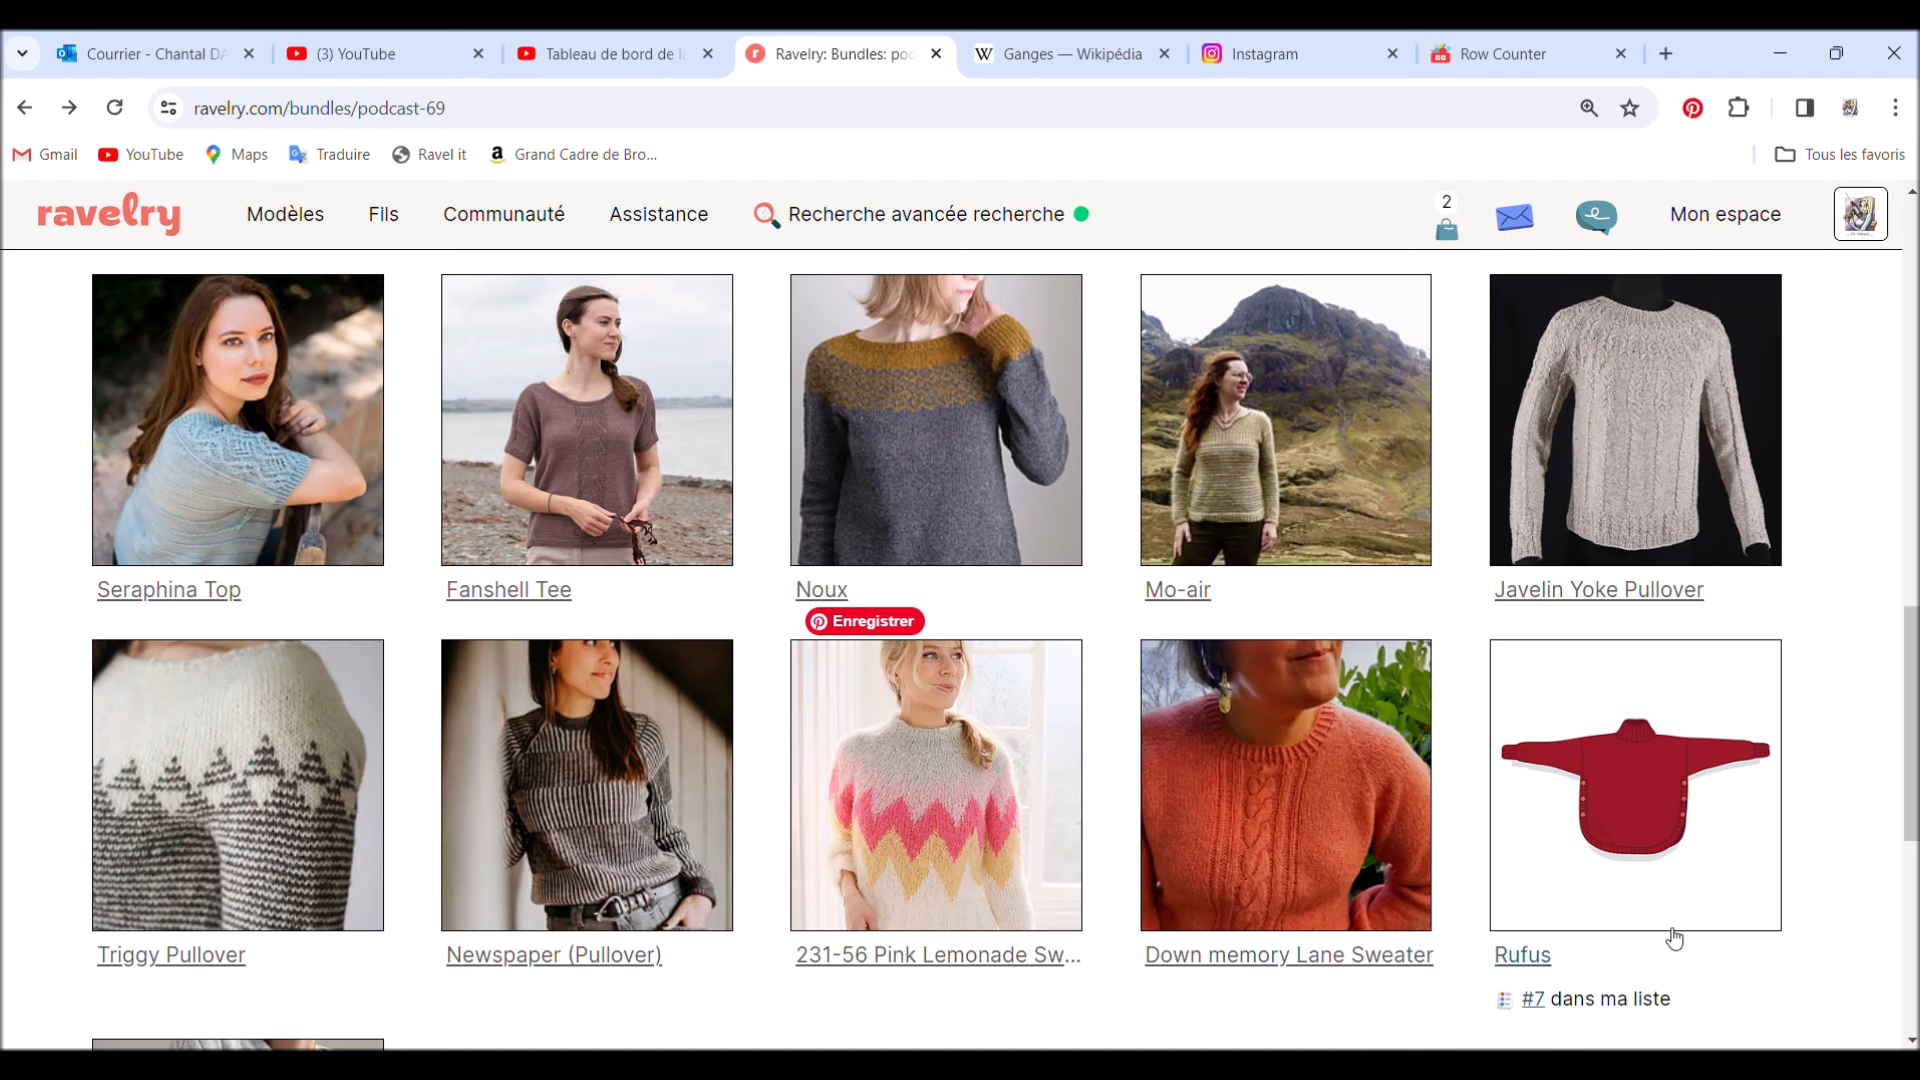 Courrier - Chantal DA
(3) YouTube
Tableau de bord de la
Ravelry: Bundles: poc
Ganges — Wikipédia
Instagram
Row Counter
ravelry.com/bundles/podcast-69
Gmail
YouTube
Maps
Traduire
Ravel it
Grand Cadre de Bro...
Tous les favoris
ravelry
Modèles
Fils
Communauté
Assistance
Recherche avancée recherche
2
Mon espace
Seraphina Top
Fanshell Tee
Noux
Mo-air
Javelin Yoke Pullover
Enregistrer
Triggy Pullover
Newspaper (Pullover)
231-56 Pink Lemonade Sw...
Down memory Lane Sweater
Rufus
#7 dans ma liste